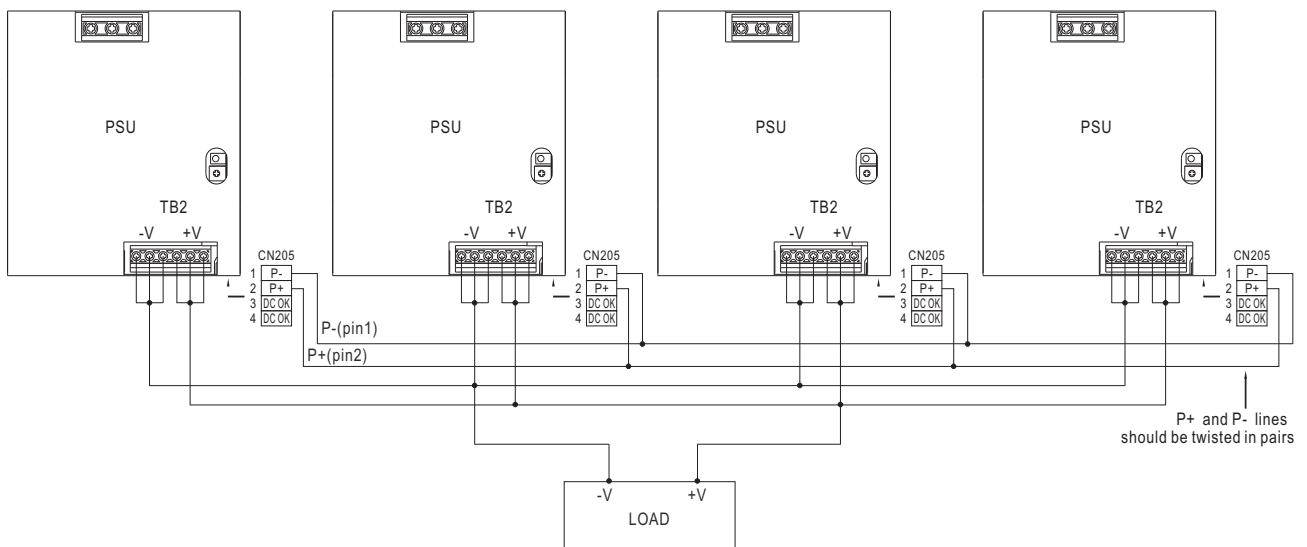 PSU
PSU
PSU
PSU
TB2
TB2
TB2
TB2
-V +V
-V +V
-V +V
-V +V
CN205
CN205
CN205
CN205
1 P-
2 P+
3 DC OK
4 DC OK
1 P-
2 P+
3 DC OK
4 DC OK
1 P-
2 P+
3 DC OK
4 DC OK
1 P-
2 P+
3 DC OK
4 DC OK
P-(pin1)
P+(pin2)
P+ and P- lines
should be twisted in pairs
-V +V
LOAD